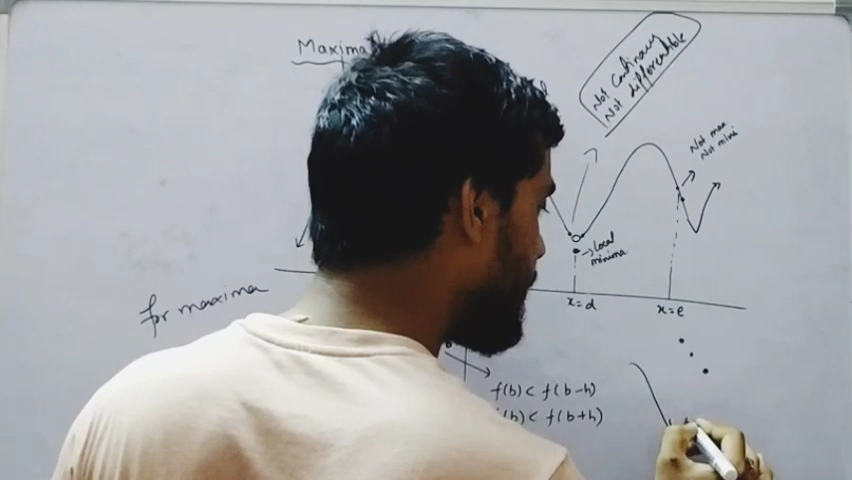 Maxima
Not continuous
Not differentiable
Not max
Not mini
Local
minima
for maxima
x=d
x=e
f(b) < f(b-h)
(b) < f(b+h)